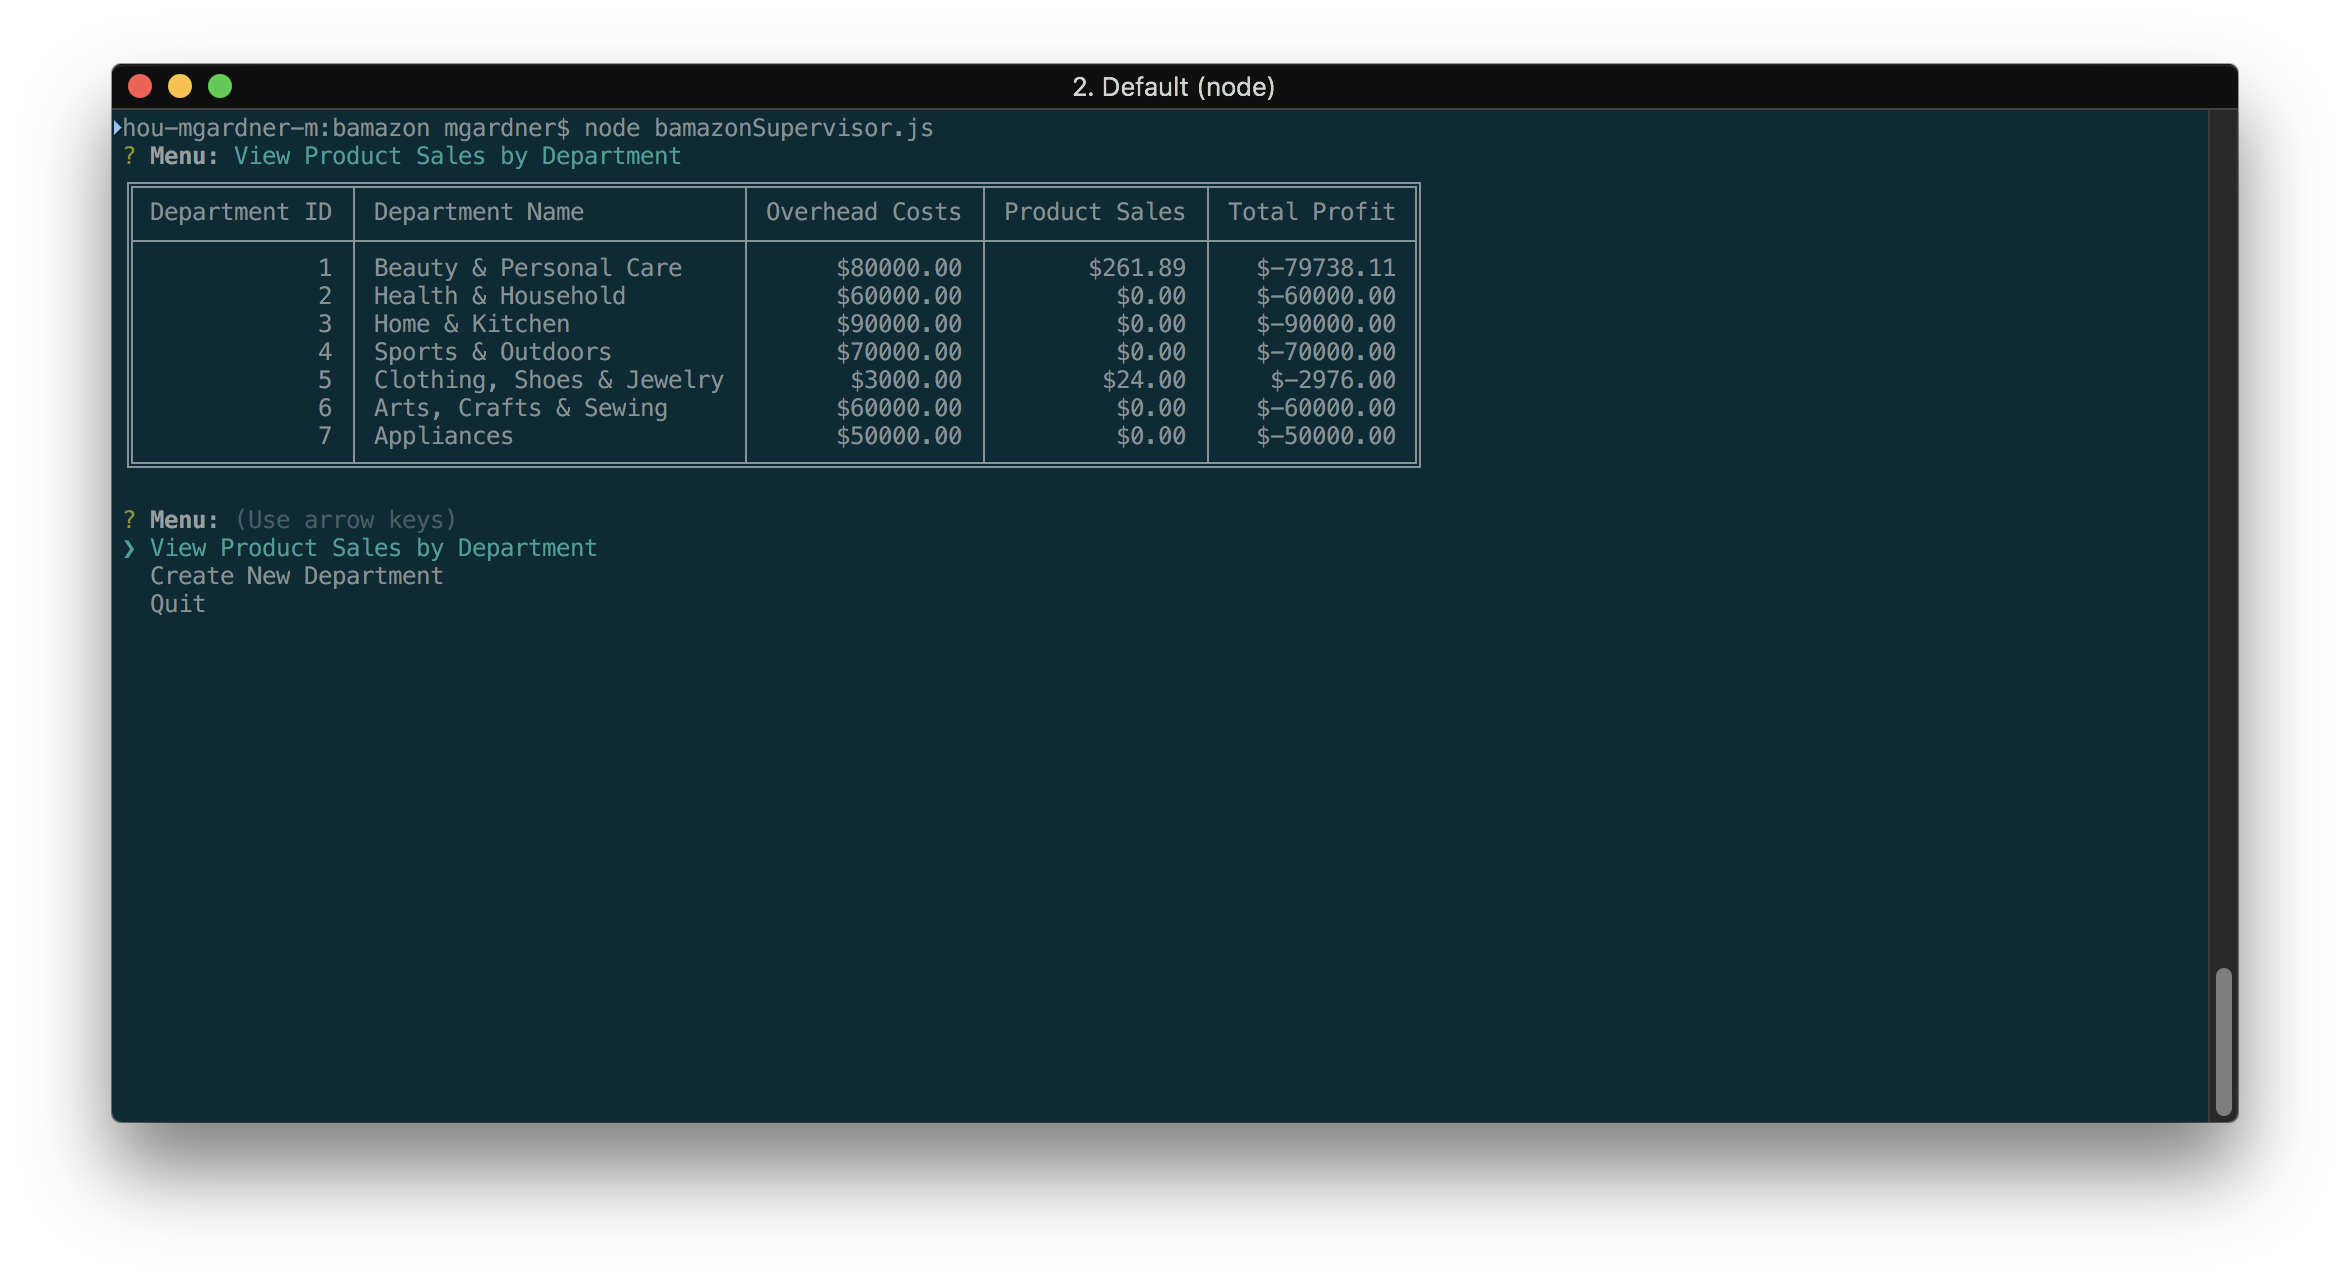 2. Default (node)
hou-mgardner-m:bamazon mgardner$ node bamazonSupervisor.js
? Menu: View Product Sales by Department
Department ID Department Name Overhead Costs Product Sales Total Profit
1 Beauty & Personal Care $80000.00 $261.89 $-79738.11
2 Health & Household $60000.00 $0.00 $-60000.00
3 Home & Kitchen $90000.00 $0.00 $-90000.00
4 Sports & Outdoors $70000.00 $0.00 $-70000.00
5 Clothing, Shoes & Jewelry $3000.00 $24.00 $-2976.00
6 Arts, Crafts & Sewing $60000.00 $0.00 $-60000.00
7 Appliances $50000.00 $0.00 $-50000.00
? Menu: (Use arrow keys)
❯ View Product Sales by Department
Create New Department
Quit